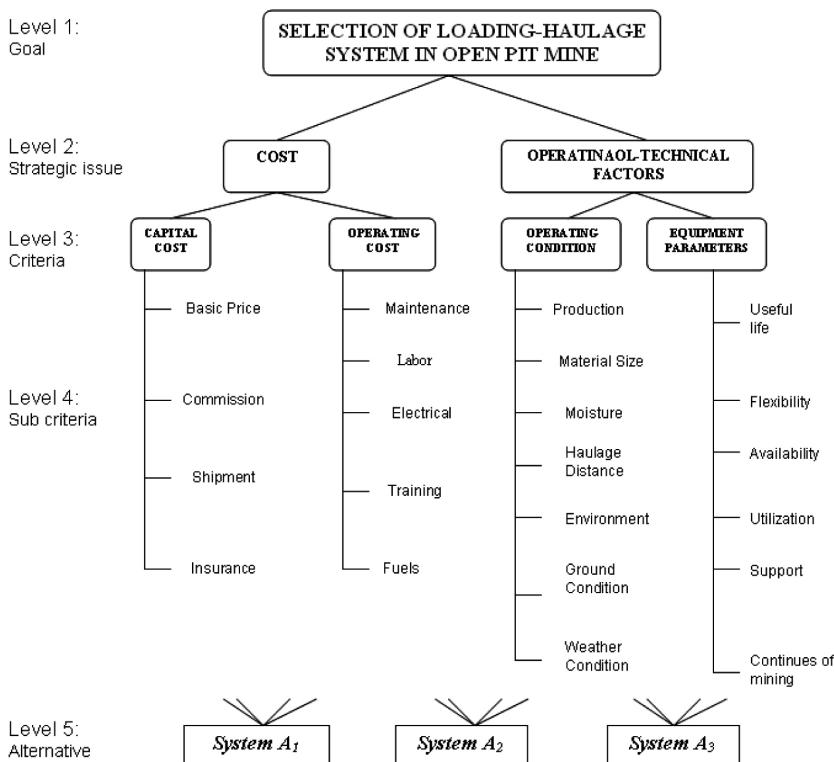 Level 1:
Goal
SELECTION OF LOADING-HAULAGE
SYSTEM IN OPEN PIT MINE
Level 2:
Strategic issue
COST
OPERATINAOL-TECHNICAL
FACTORS
Level 3:
Criteria
CAPITAL
COST
OPERATING
COST
OPERATING
CONDITION
EQUIPMENT
PARAMETERS
Level 4:
Sub criteria
Basic Price
Commission
Shipment
Insurance
Maintenance
Labor
Electrical
Training
Fuels
Production
Material Size
Moisture
Haulage
Distance
Environment
Ground
Condition
Weather
Condition
Useful
life
Flexibility
Availability
Utilization
Support
Continues of
mining
Level 5:
Alternative
System A1
System A2
System A3